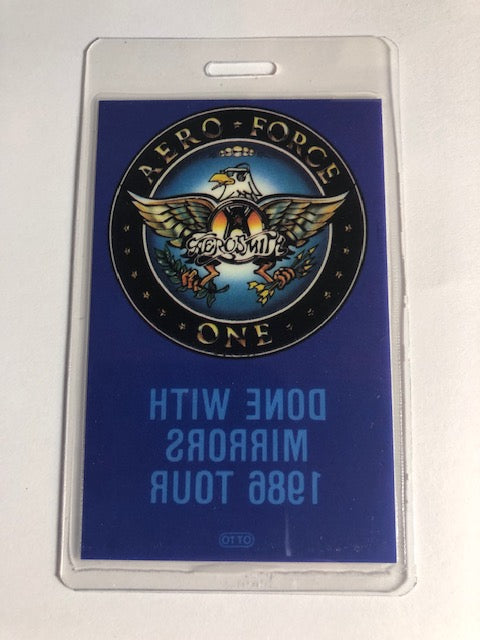 AERO-FORCE
AEROSMITH
ONE
DONE WITH
MIRRORS
1986 TOUR
OTTO